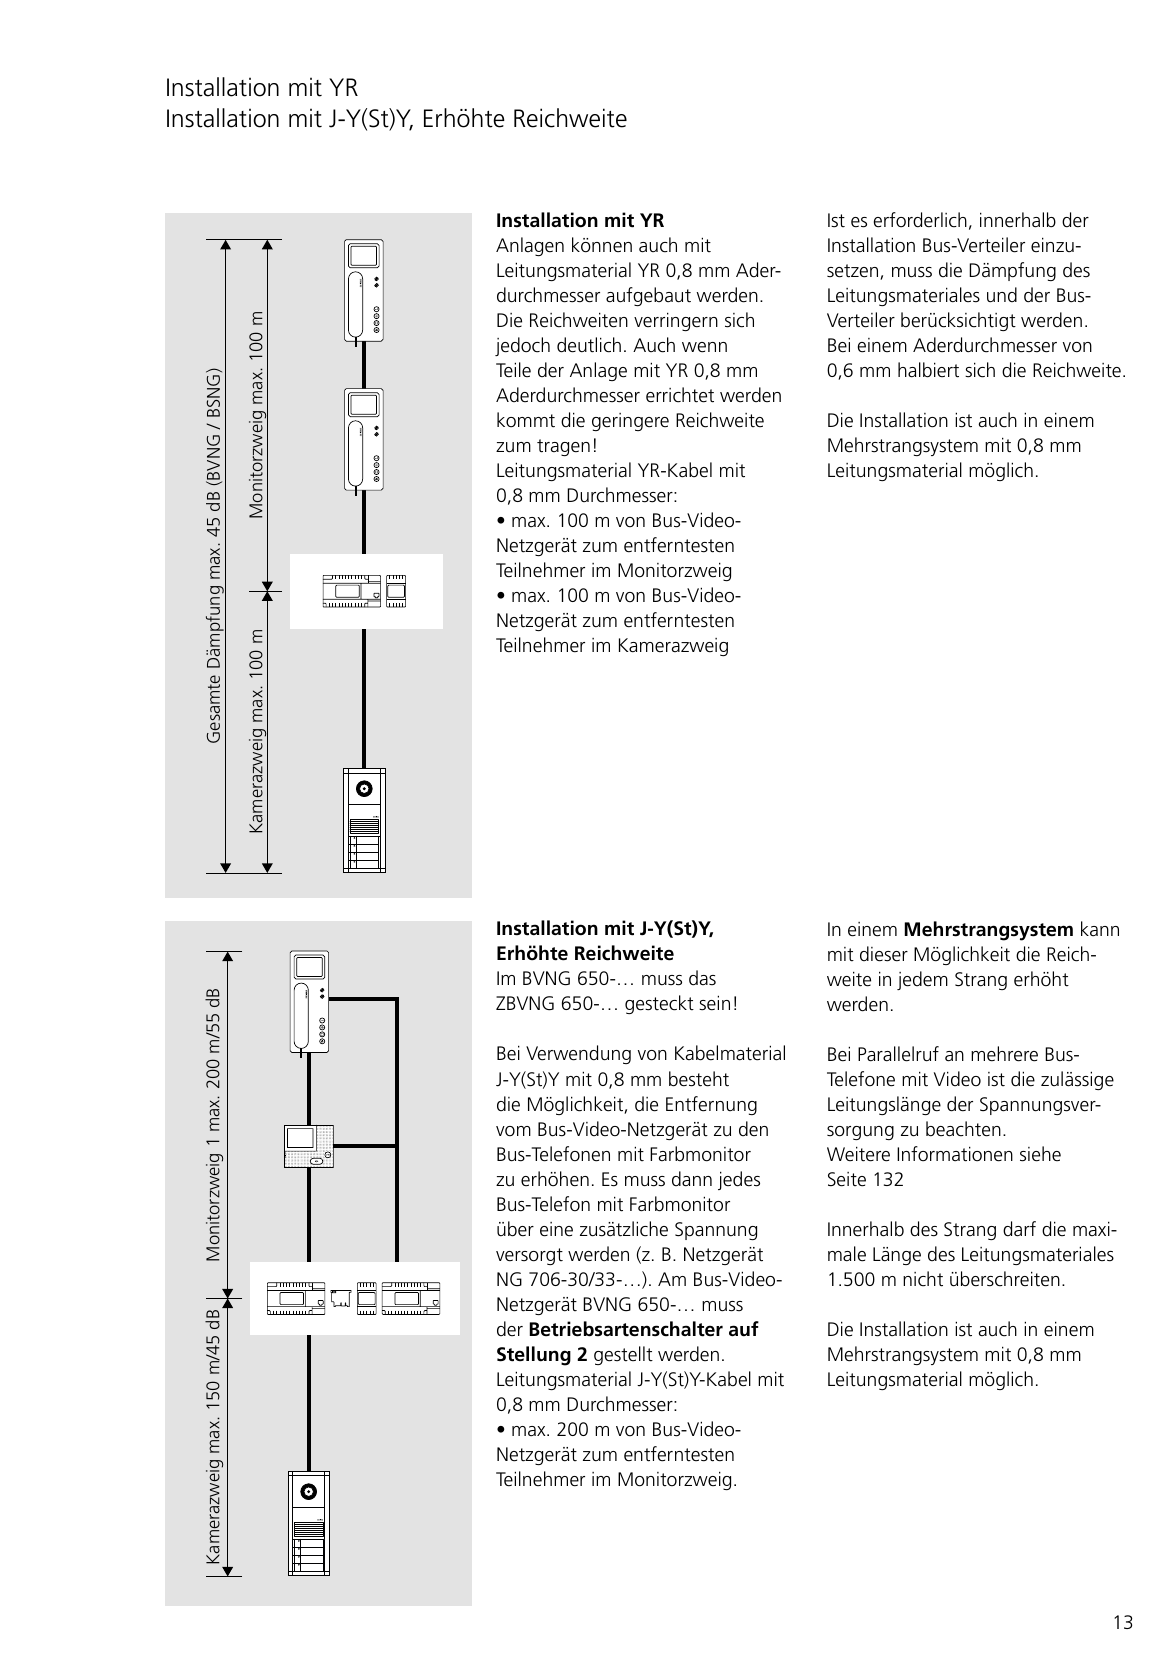 Installation mit YR
Installation mit J-Y(St)Y, Erhöhte Reichweite
Gesamte Dämpfung max. 45 dB (BVNG / BSNG)
Monitorzweig max. 100 m
Kamerazweig max. 100 m
Installation mit YR
Anlagen können auch mit
Leitungsmaterial YR 0,8 mm Ader-
durchmesser aufgebaut werden.
Die Reichweiten verringern sich
jedoch deutlich. Auch wenn
Teile der Anlage mit YR 0,8 mm
Aderdurchmesser errichtet werden
kommt die geringere Reichweite
zum tragen!
Leitungsmaterial YR-Kabel mit
0,8 mm Durchmesser:
• max. 100 m von Bus-Video-
Netzgerät zum entferntesten
Teilnehmer im Monitorzweig
• max. 100 m von Bus-Video-
Netzgerät zum entferntesten
Teilnehmer im Kamerazweig
Ist es erforderlich, innerhalb der
Installation Bus-Verteiler einzu-
setzen, muss die Dämpfung des
Leitungsmateriales und der Bus-
Verteiler berücksichtigt werden.
Bei einem Aderdurchmesser von
0,6 mm halbiert sich die Reichweite.
Die Installation ist auch in einem
Mehrstrangsystem mit 0,8 mm
Leitungsmaterial möglich.
Monitorzweig 1 max. 200 m/55 dB
Kamerazweig max. 150 m/45 dB
Installation mit J-Y(St)Y,
Erhöhte Reichweite
Im BVNG 650-… muss das
ZBVNG 650-… gesteckt sein!
Bei Verwendung von Kabelmaterial
J-Y(St)Y mit 0,8 mm besteht
die Möglichkeit, die Entfernung
vom Bus-Video-Netzgerät zu den
Bus-Telefonen mit Farbmonitor
zu erhöhen. Es muss dann jedes
Bus-Telefon mit Farbmonitor
über eine zusätzliche Spannung
versorgt werden (z. B. Netzgerät
NG 706-30/33-…). Am Bus-Video-
Netzgerät BVNG 650-… muss
der Betriebsartenschalter auf
Stellung 2 gestellt werden.
Leitungsmaterial J-Y(St)Y-Kabel mit
0,8 mm Durchmesser:
• max. 200 m von Bus-Video-
Netzgerät zum entferntesten
Teilnehmer im Monitorzweig.
In einem Mehrstrangsystem kann
mit dieser Möglichkeit die Reich-
weite in jedem Strang erhöht
werden.
Bei Parallelruf an mehrere Bus-
Telefone mit Video ist die zulässige
Leitungslänge der Spannungsver-
sorgung zu beachten.
Weitere Informationen siehe
Seite 132
Innerhalb des Strang darf die maxi-
male Länge des Leitungsmateriales
1.500 m nicht überschreiten.
Die Installation ist auch in einem
Mehrstrangsystem mit 0,8 mm
Leitungsmaterial möglich.
13